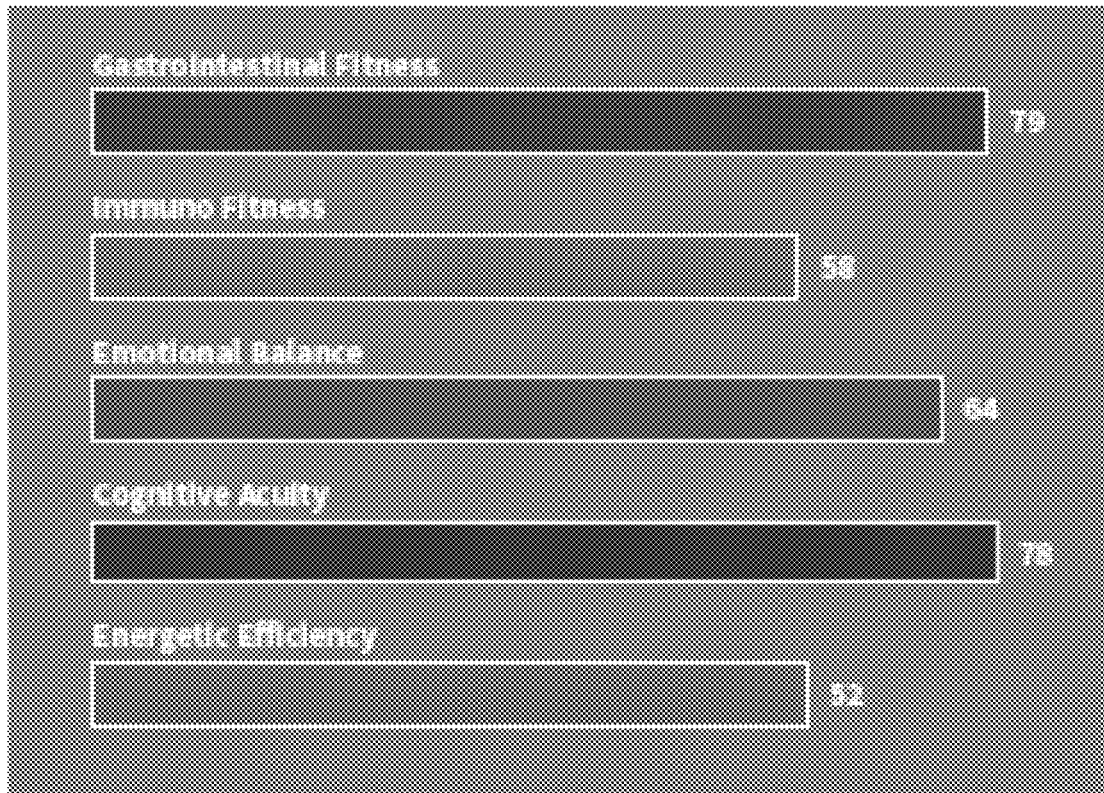 Gastrointestinal Fitness
79
Immuno Fitness
58
Emotional Balance
64
Cognitive Acuity
78
Energetic Efficiency
52